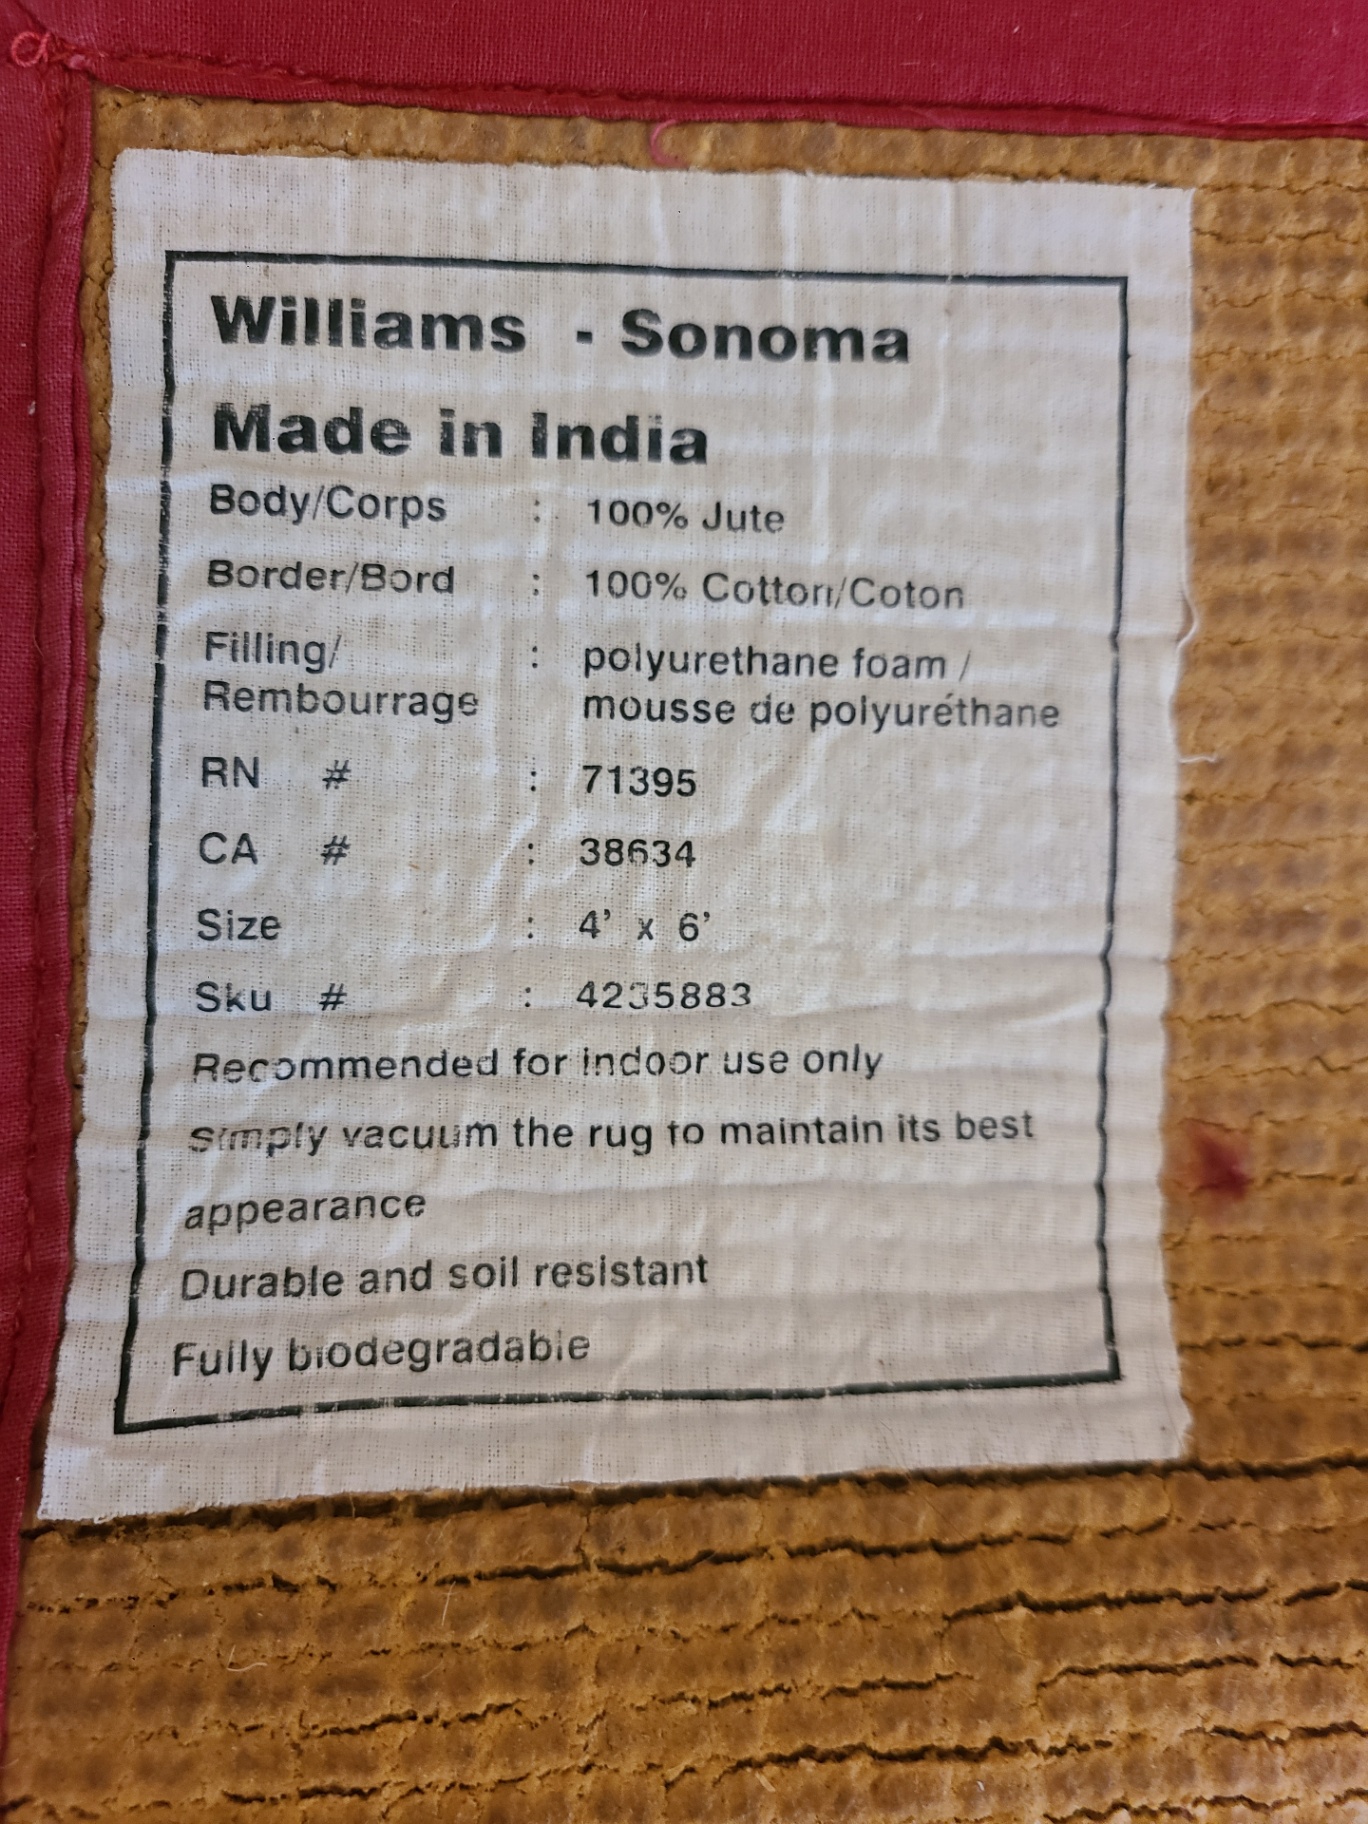 Williams - Sonoma
Made in India
Body/Corps : 100% Jute
Border/Bord : 100% Cotton/Coton
Filling/ : polyurethane foam /
Rembourrage mousse de polyuréthane
RN # : 71395
CA # : 38634
Size : 4' x 6'
Sku # : 4235883
Recommended for indoor use only
simply vacuum the rug to maintain its best
appearance
Durable and soil resistant
Fully biodegradable